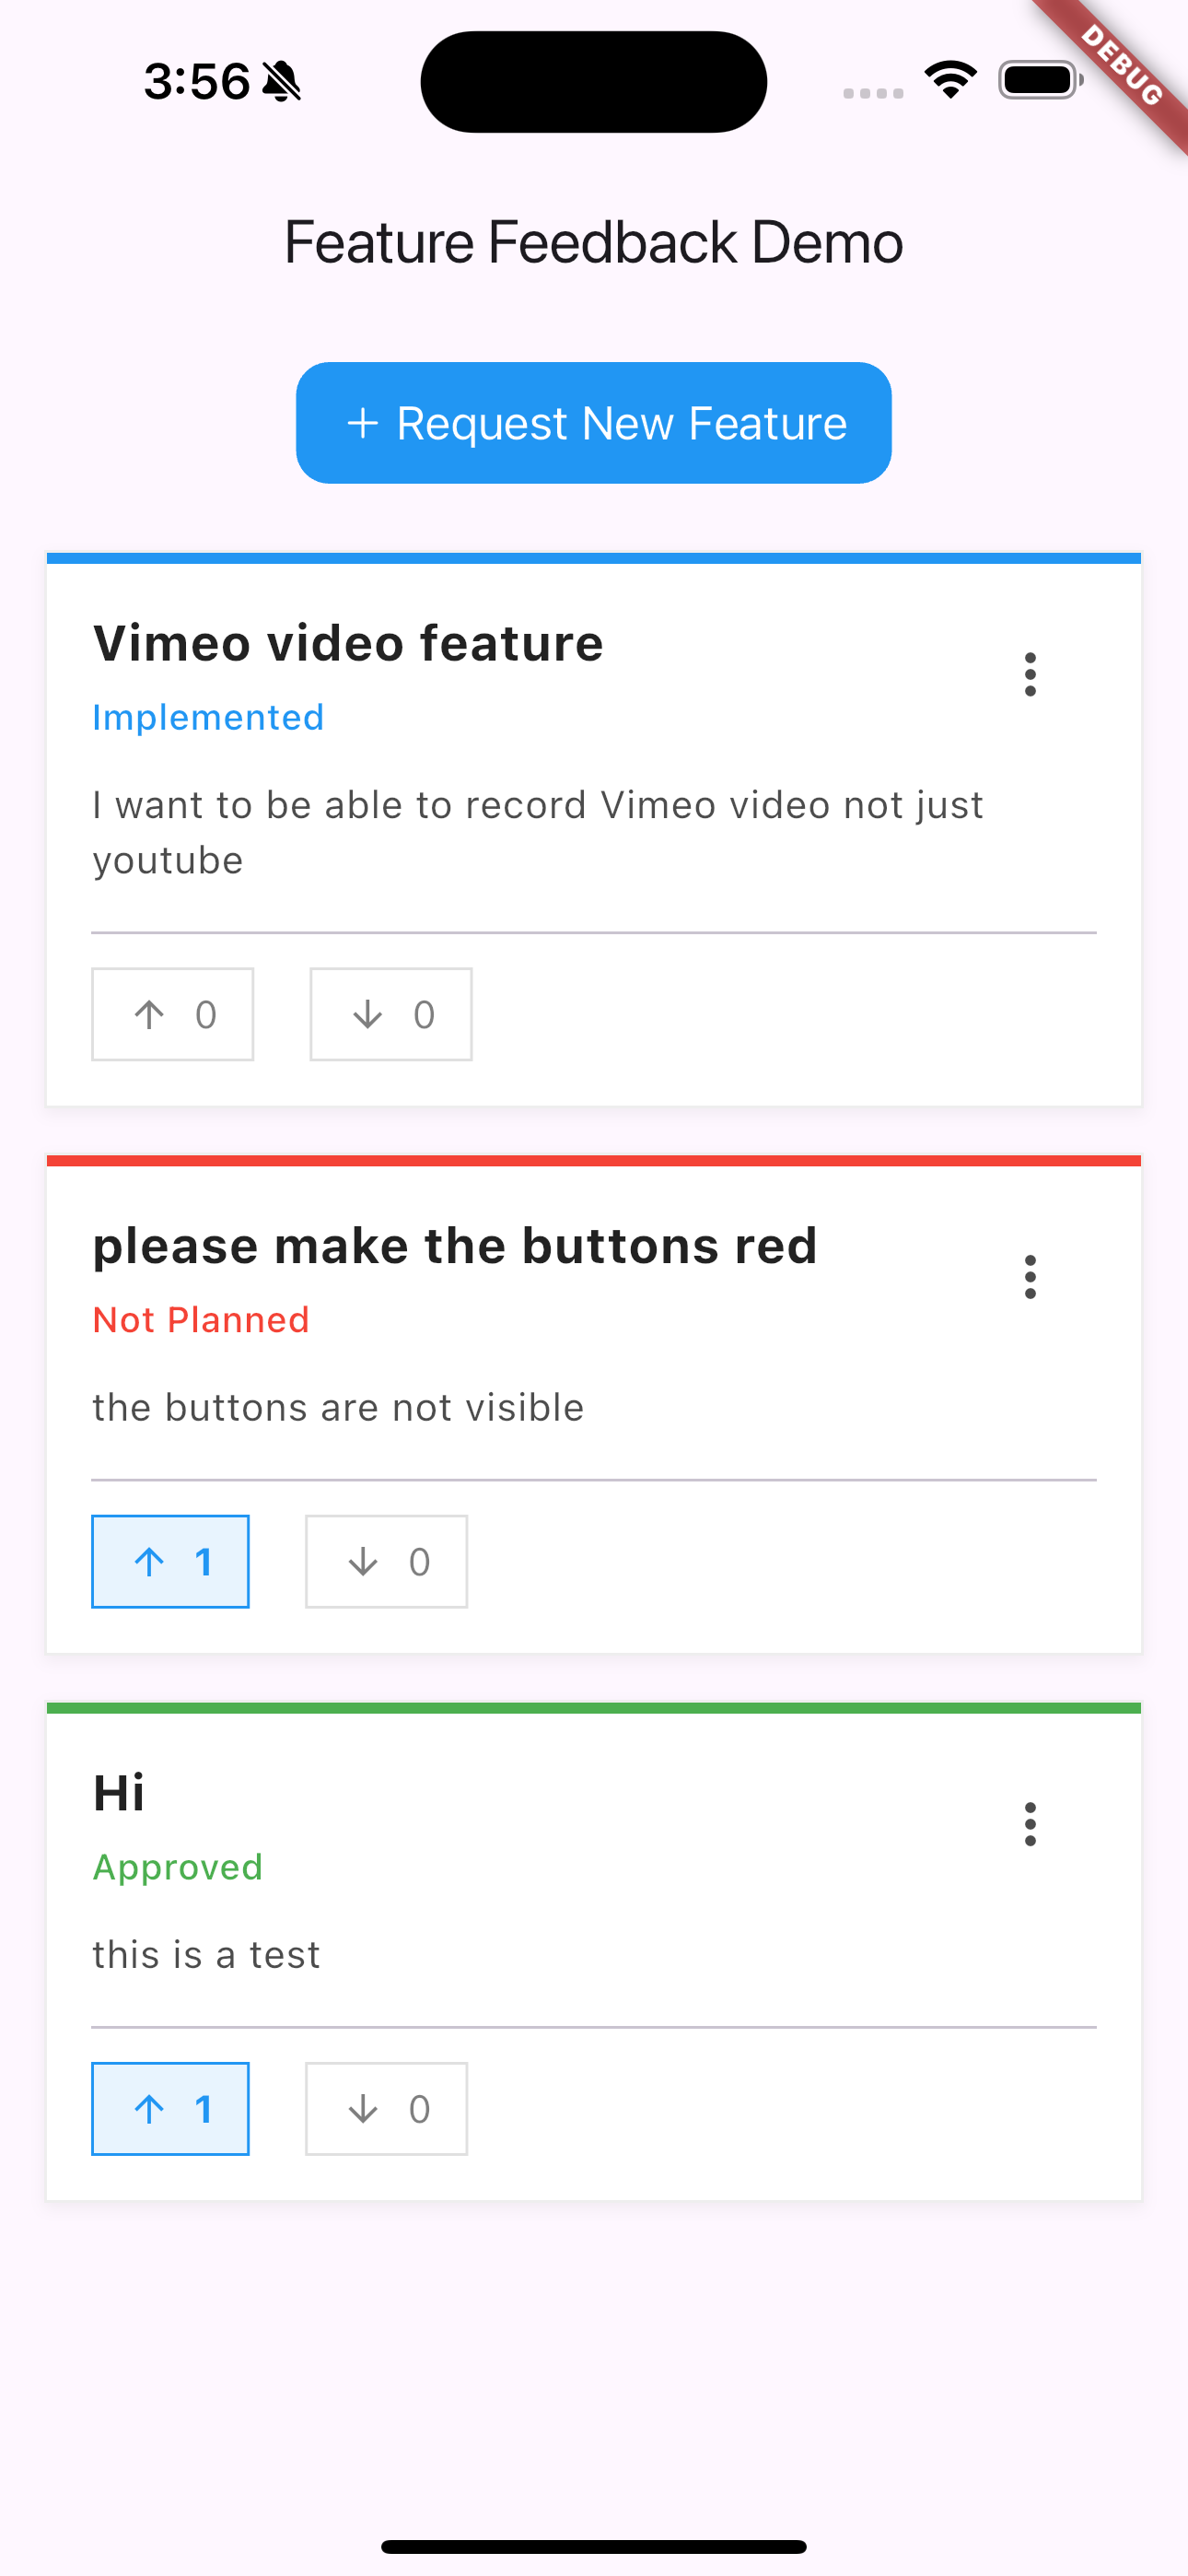 3:56
DEBUG
Feature Feedback Demo
+ Request New Feature
Vimeo video feature
Implemented
I want to be able to record Vimeo video not just
youtube
↑ 0 ↓ 0
please make the buttons red
Not Planned
the buttons are not visible
↑ 1 ↓ 0
Hi
Approved
this is a test
↑ 1 ↓ 0